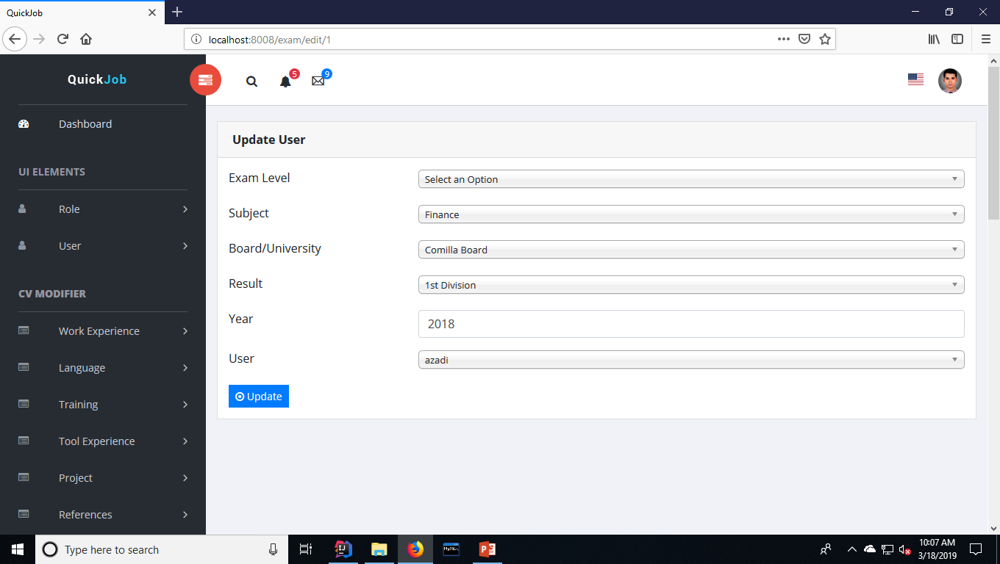 QuickJob
localhost:8008/exam/edit/1
QuickJob
5
9
Dashboard
UI ELEMENTS
Role
User
CV MODIFIER
Work Experience
Language
Training
Tool Experience
Project
References
Update User
Exam Level
Select an Option
Subject
Finance
Board/University
Comilla Board
Result
1st Division
Year
2018
User
azadi
Update
Type here to search
IJ
MySQL
P
10:07 AM
3/18/2019